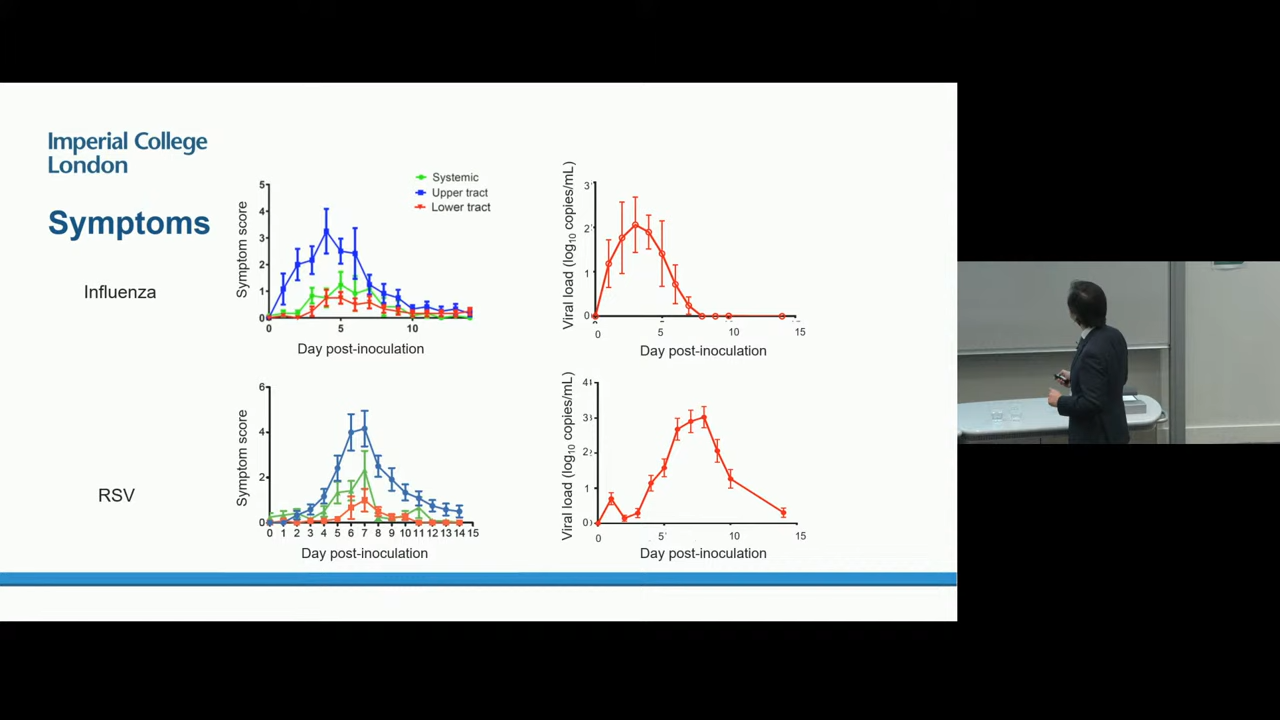 Imperial College
London
Symptoms
Influenza
RSV
Systemic
Upper tract
Lower tract
5
4
3
2
1
0
Symptom score
5
10
Day post-inoculation
3
2
1
0
Viral load (log10 copies/mL)
0
5
10
15
Day post-inoculation
6
4
2
0
Symptom score
0 1 2 3 4 5 6 7 8 9 10 11 12 13 14 15
Day post-inoculation
4
3
2
1
0
Viral load (log10 copies/mL)
0
5
10
15
Day post-inoculation